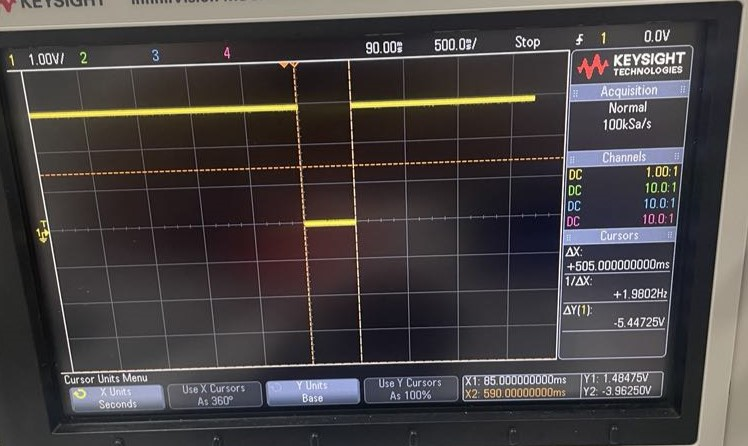 KEYSIGHT
1 1.00V/ 2 3 4 90.00ms 500.0ms/ Stop 1 0.0V
KEYSIGHT
TECHNOLOGIES
Acquisition
Normal
100kSa/s
Channels
DC 1.00:1
DC 10.0:1
DC 10.0:1
DC 10.0:1
Cursors
ΔX:
+505.000000000ms
1/ΔX:
+1.9802Hz
ΔY(1):
-5.44725V
Cursor Units Menu
X Units
Seconds
Use X Cursors
As 360°
Y Units
Base
Use Y Cursors
As 100%
X1: 85.000000000ms
X2: 590.00000000ms
Y1: 1.48475V
Y2: -3.96250V